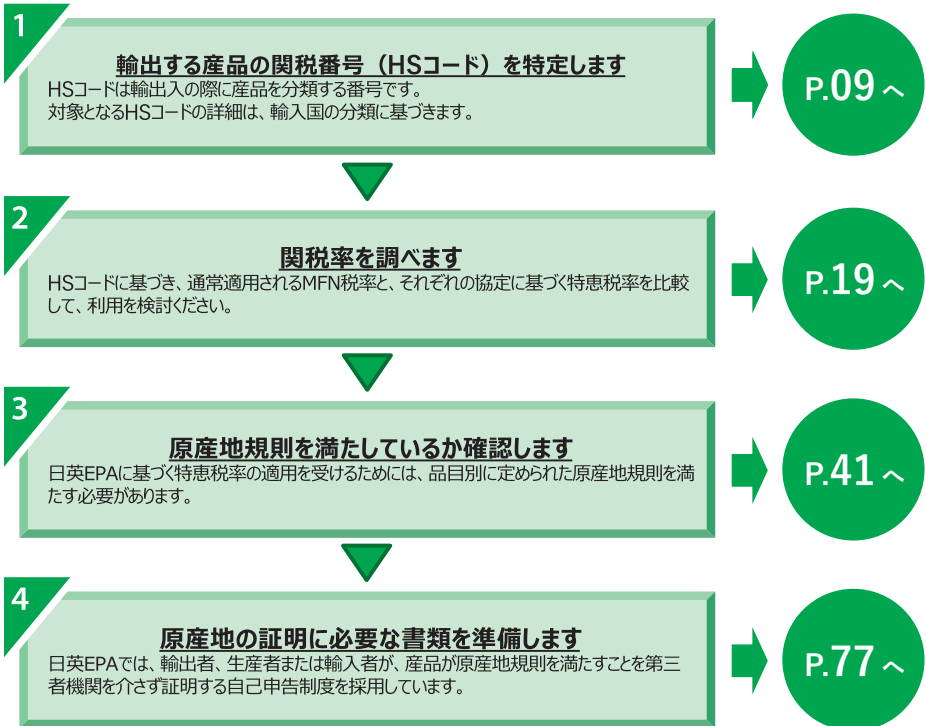 1
輸出する産品の関税番号（HSコード）を特定します
HSコードは輸出入の際に産品を分類する番号です。
対象となるHSコードの詳細は、輸入国の分類に基づきます。
P.09へ
2
関税率を調べます
HSコードに基づき、通常適用されるMFN税率と、それぞれの協定に基づく特恵税率を比較
して、利用を検討ください。
P.19へ
3
原産地規則を満たしているか確認します
日英EPAに基づく特恵税率の適用を受けるためには、品目別に定められた原産地規則を満
たす必要があります。
P.41へ
4
原産地の証明に必要な書類を準備します
日英EPAでは、輸出者、生産者または輸入者が、産品が原産地規則を満たすことを第三
者機関を介さず証明する自己申告制度を採用しています。
P.77へ